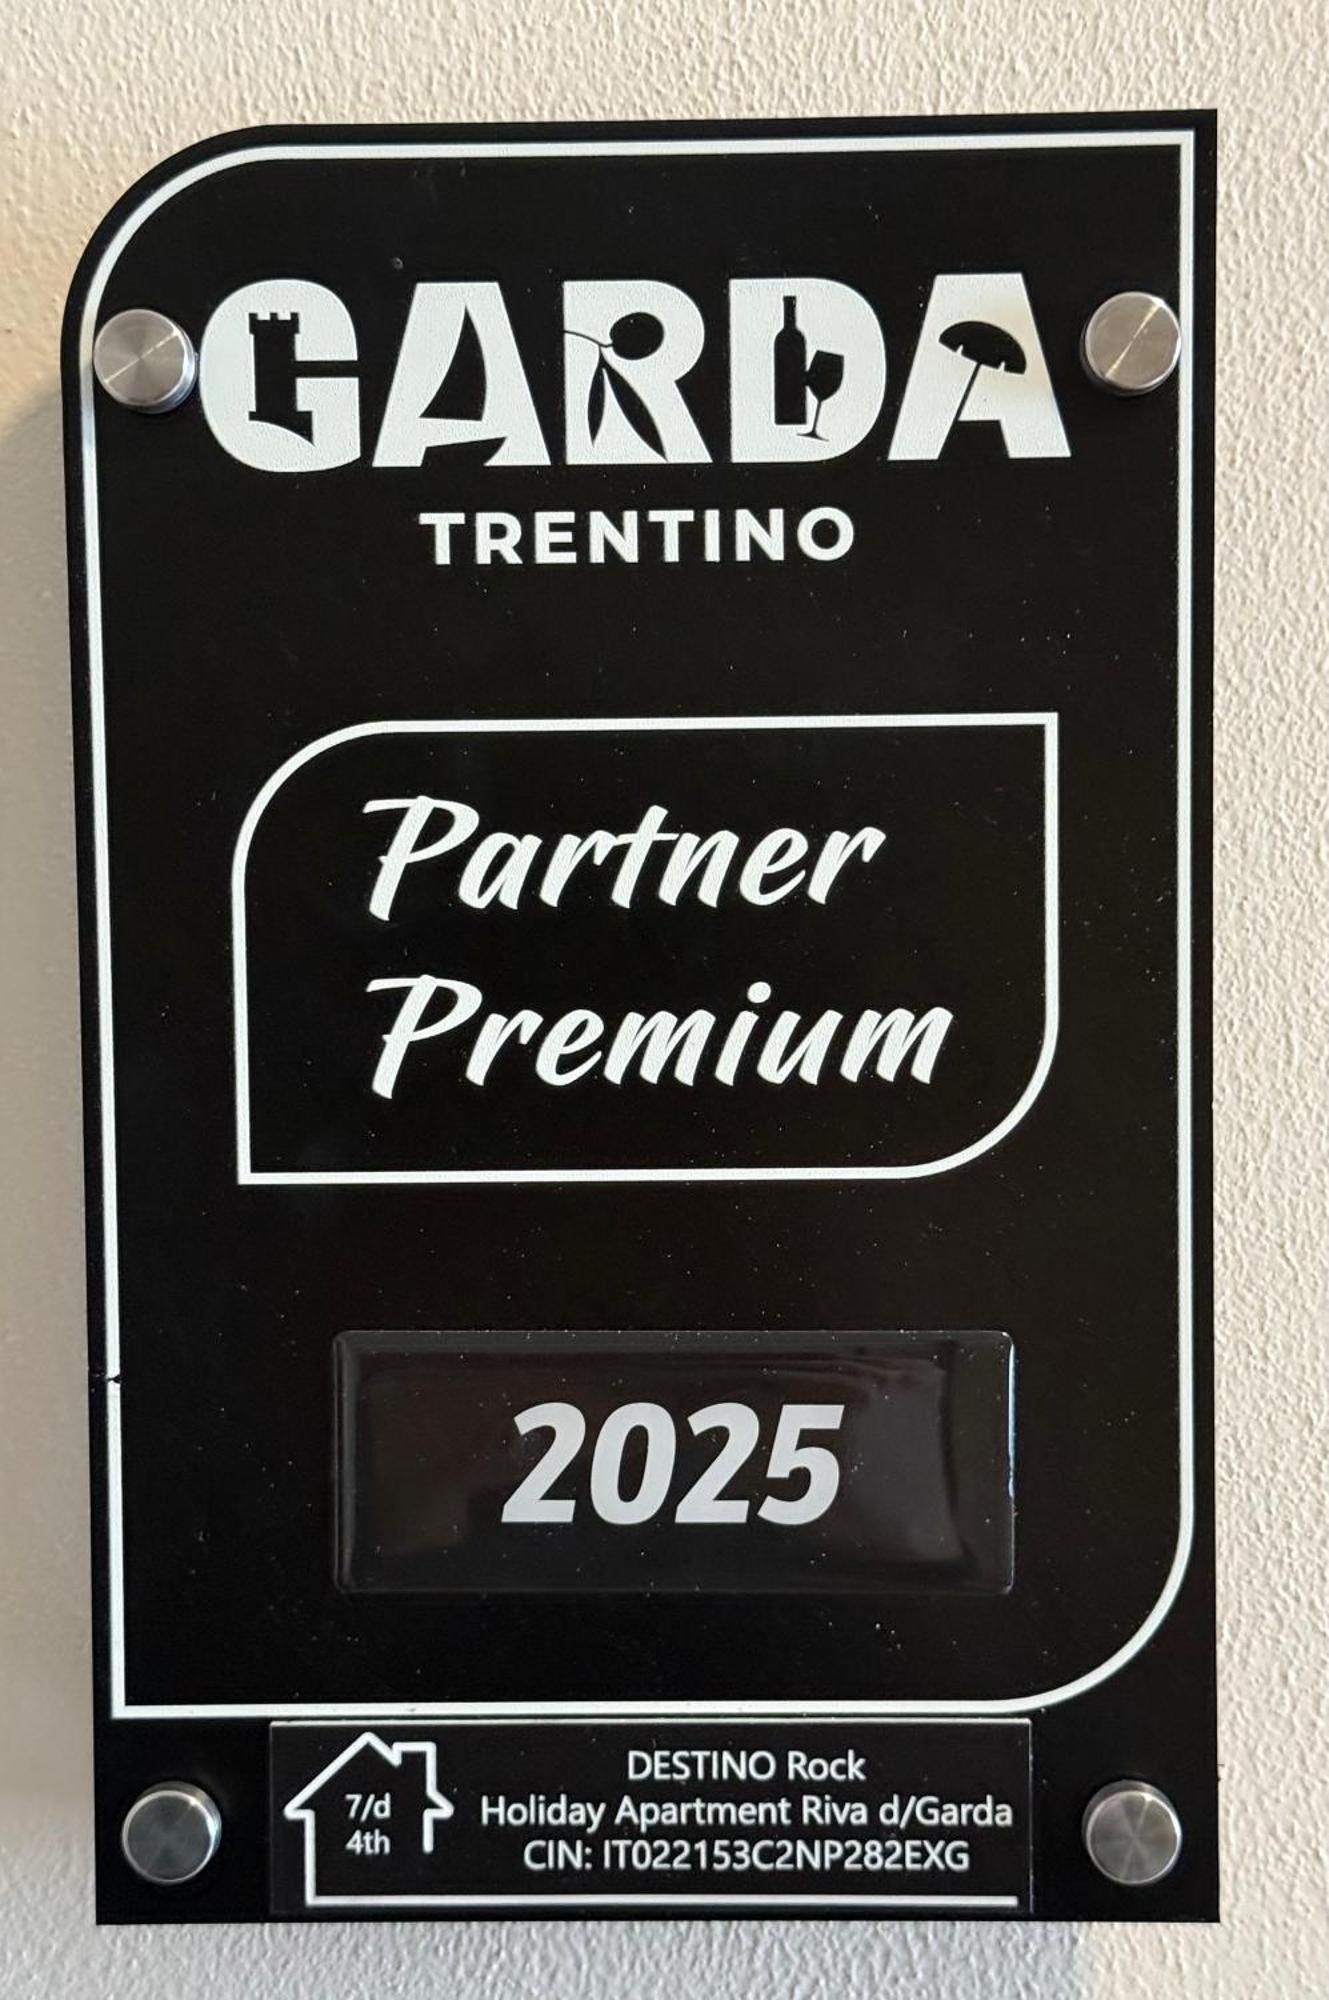 GARDA
TRENTINO
Partner
Premium
2025
7/d
4th
DESTINO Rock
Holiday Apartment Riva d/Garda
CIN: IT022153C2NP282EXG